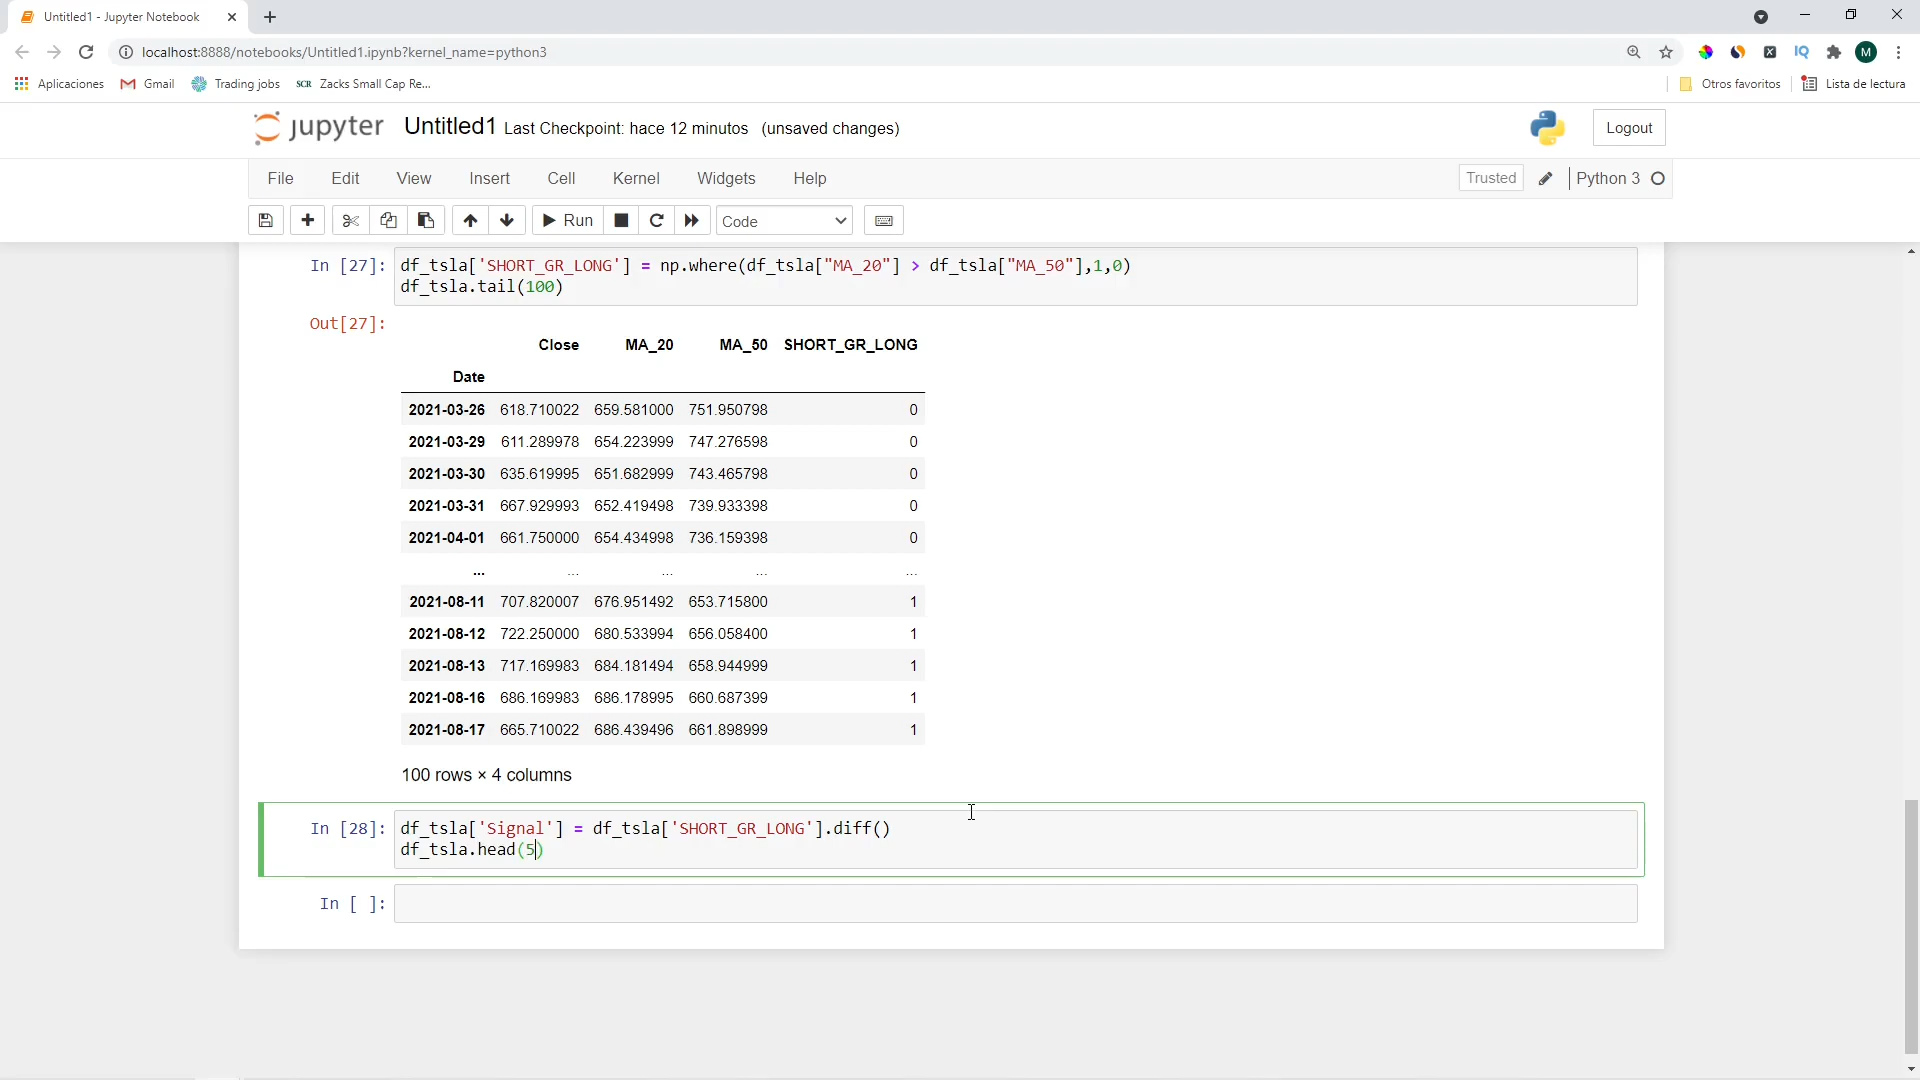 Untitled1 - Jupyter Notebook
localhost:8888/notebooks/Untitled1.ipynb?kernel_name=python3
M
Aplicaciones Gmail Trading jobs SCR Zacks Small Cap Re... Otros favoritos Lista de lectura
jupyter Untitled1 Last Checkpoint: hace 12 minutos (unsaved changes) Logout
File Edit View Insert Cell Kernel Widgets Help Trusted Python 3
Run Code
In [27]: df_tsla['SHORT_GR_LONG'] = np.where(df_tsla["MA_20"] > df_tsla["MA_50"],1,0)
df_tsla.tail(100)
Out[27]:
Close MA_20 MA_50 SHORT_GR_LONG
Date
2021-03-26 618.710022 659.581000 751.950798 0
2021-03-29 611.289978 654.223999 747.276598 0
2021-03-30 635.619995 651.682999 743.465798 0
2021-03-31 667.929993 652.419498 739.933398 0
2021-04-01 661.750000 654.434998 736.159398 0
... ... ... ... ...
2021-08-11 707.820007 676.951492 653.715800 1
2021-08-12 722.250000 680.533994 656.058400 1
2021-08-13 717.169983 684.181494 658.944999 1
2021-08-16 686.169983 686.178995 660.687399 1
2021-08-17 665.710022 686.439496 661.898999 1
100 rows × 4 columns
In [28]: df_tsla['Signal'] = df_tsla['SHORT_GR_LONG'].diff()
df_tsla.head(5)
In [ ]: